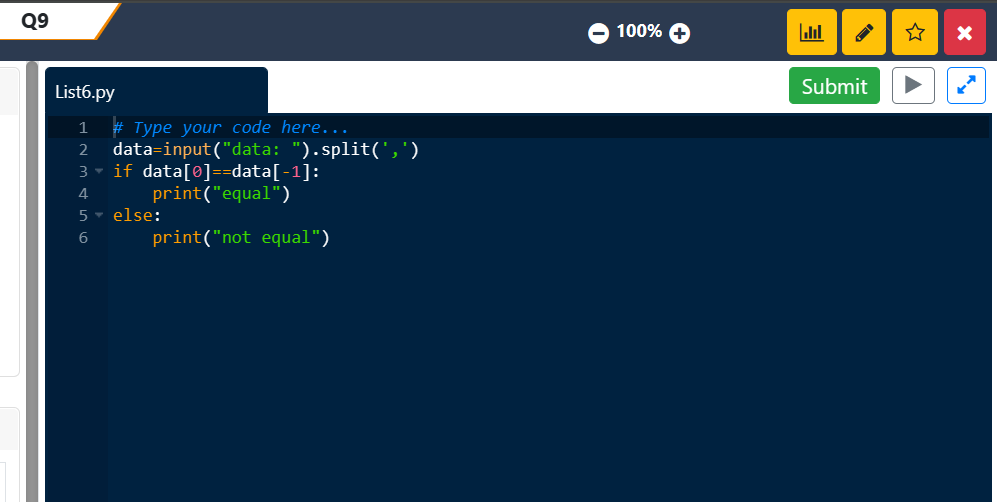 Q9
100%
List6.py
Submit
1 # Type your code here...
2 data=input("data: ").split(',')
3 if data[0]==data[-1]:
4     print("equal")
5 else:
6     print("not equal")